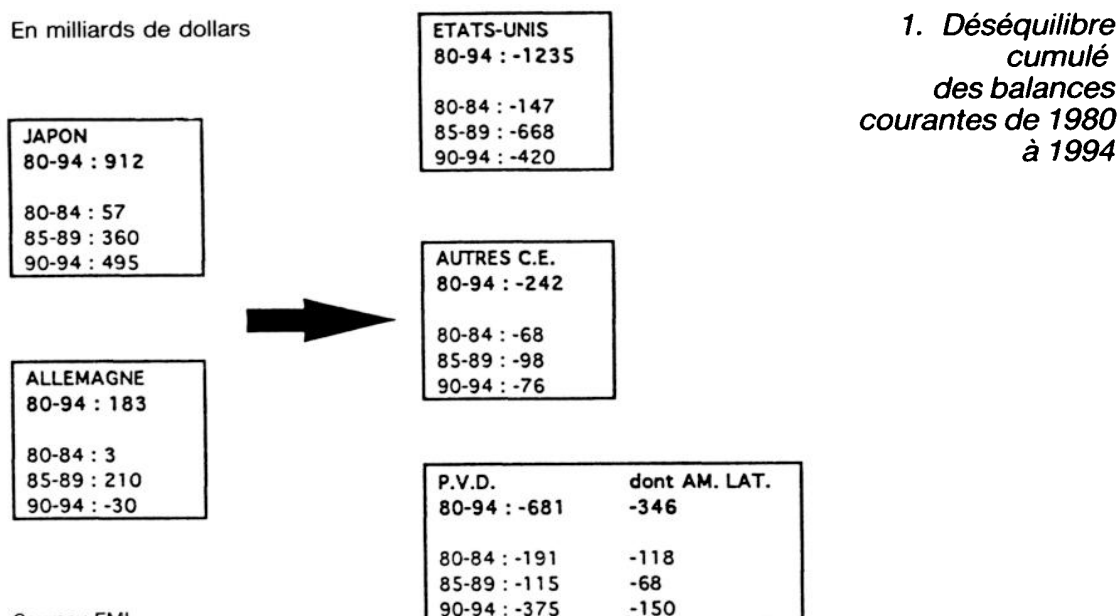 En milliards de dollars
1. Déséquilibre
cumulé
des balances
courantes de 1980
à 1994
JAPON
80-94 : 912
80-84 : 57
85-89 : 360
90-94 : 495
ALLEMAGNE
80-94 : 183
80-84 : 3
85-89 : 210
90-94 : -30
ETATS-UNIS
80-94 : -1235
80-84 : -147
85-89 : -668
90-94 : -420
AUTRES C.E.
80-94 : -242
80-84 : -68
85-89 : -98
90-94 : -76
P.V.D. dont AM. LAT.
80-94 : -681 -346
80-84 : -191 -118
85-89 : -115 -68
90-94 : -375 -150
FMI